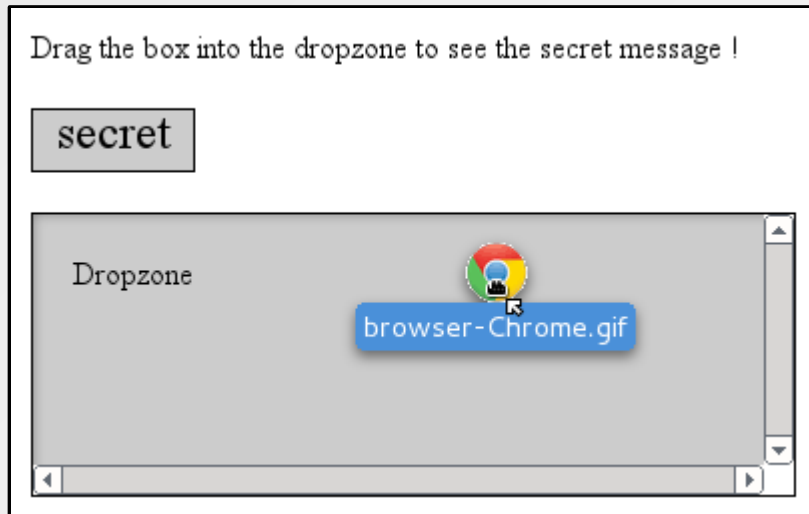 Drag the box into the dropzone to see the secret message !
secret
Dropzone
browser-Chrome.gif